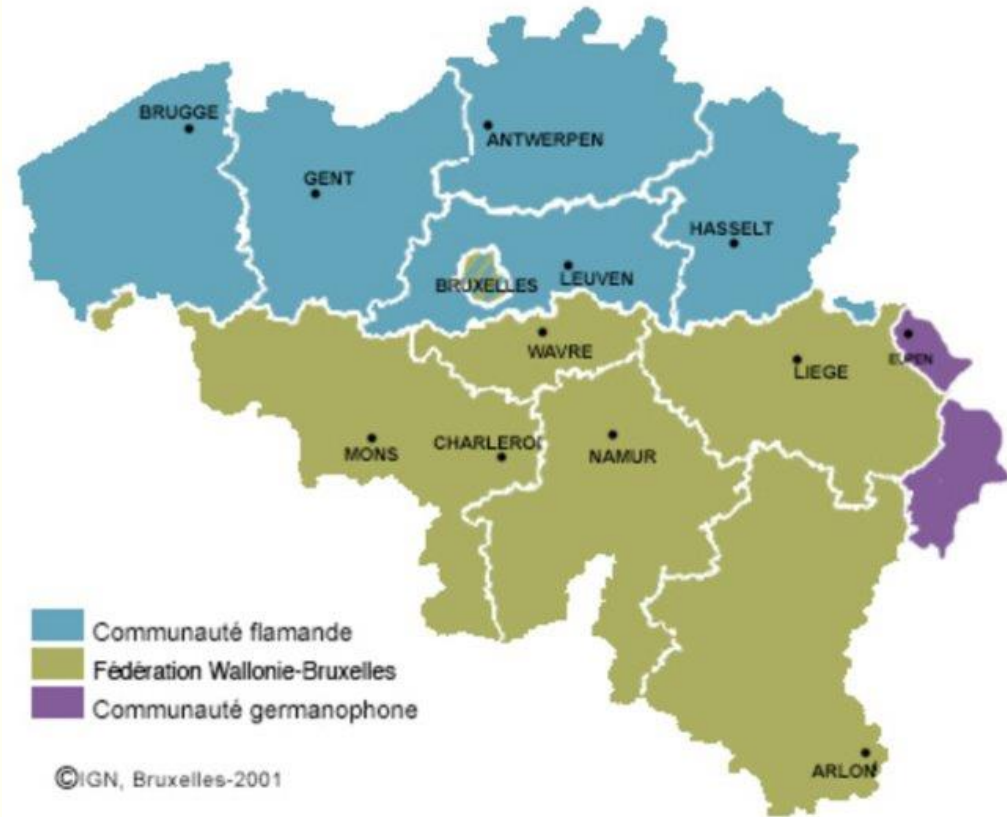 BRUGGE
ANTWERPEN
GENT
HASSELT
BRUXELLES
LEUVEN
WAVRE
LIEGE
EUPEN
MONS
CHARLEROI
NAMUR
ARLON
Communauté flamande
Fédération Wallonie-Bruxelles
Communauté germanophone
©IGN, Bruxelles-2001